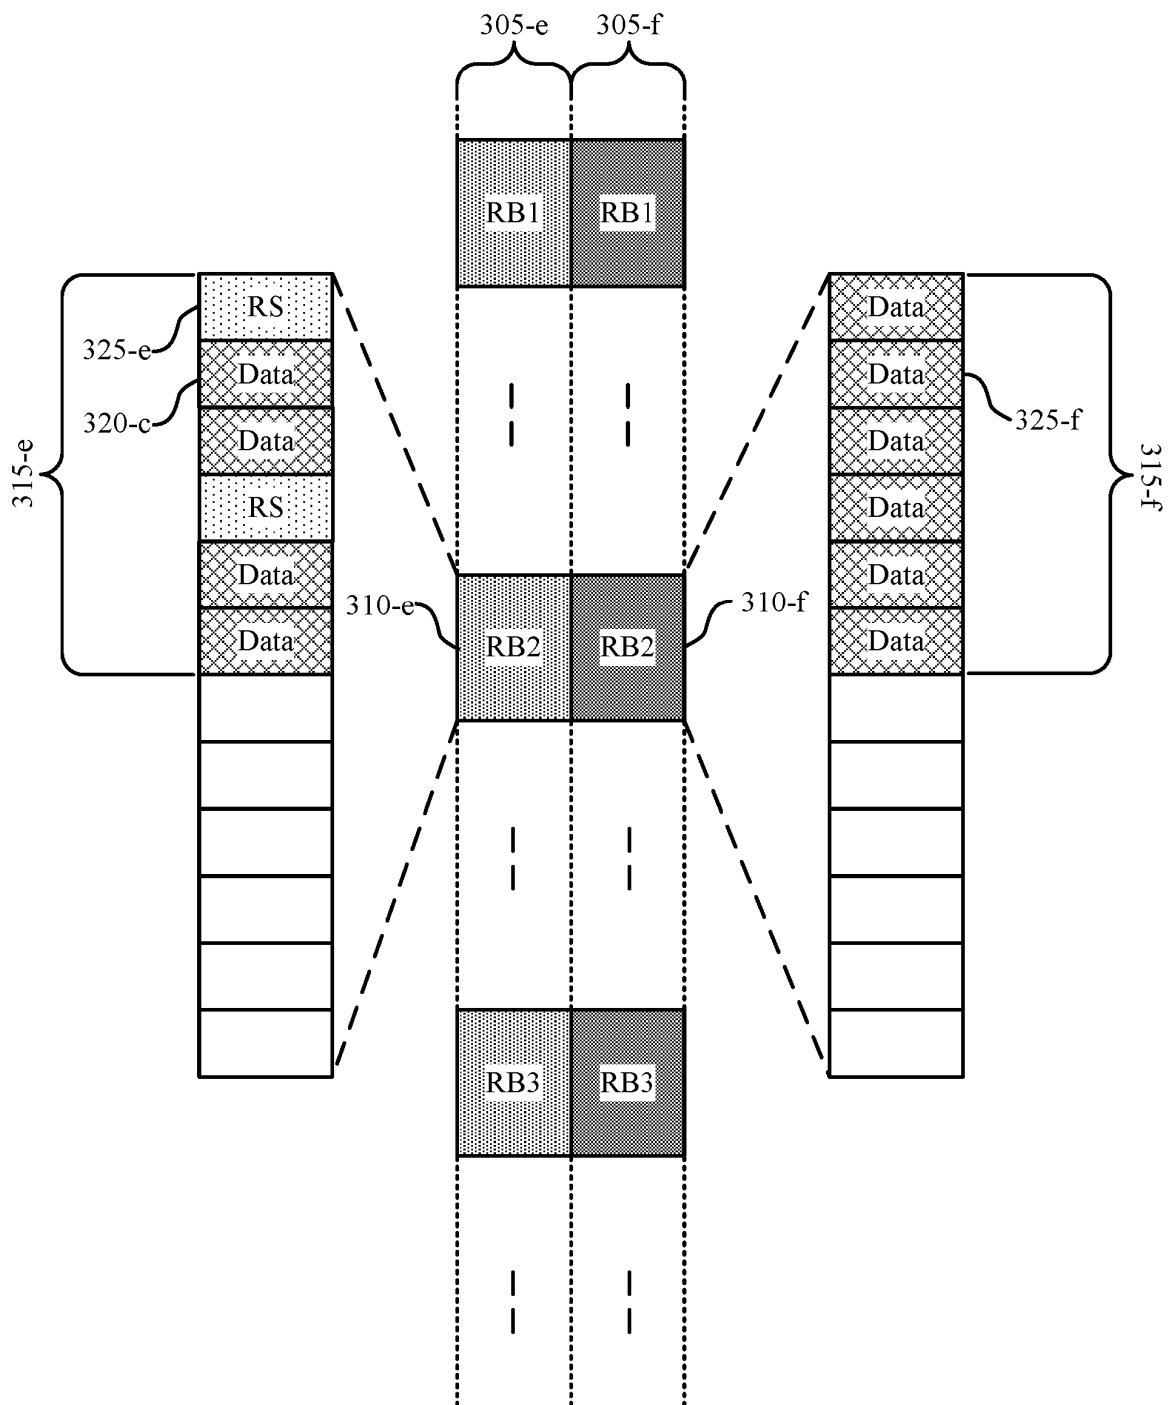 305-e 305-f
RB1 RB1
RS Data
325-e
Data Data
320-c 325-f
Data Data
315-e 315-f
RS Data
Data Data
310-e 310-f
Data RB2 RB2 Data
RB3 RB3